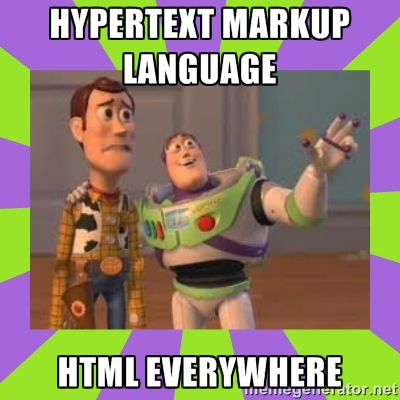 HYPERTEXT MARKUP
LANGUAGE
HTML EVERYWHERE
memegenerator.net